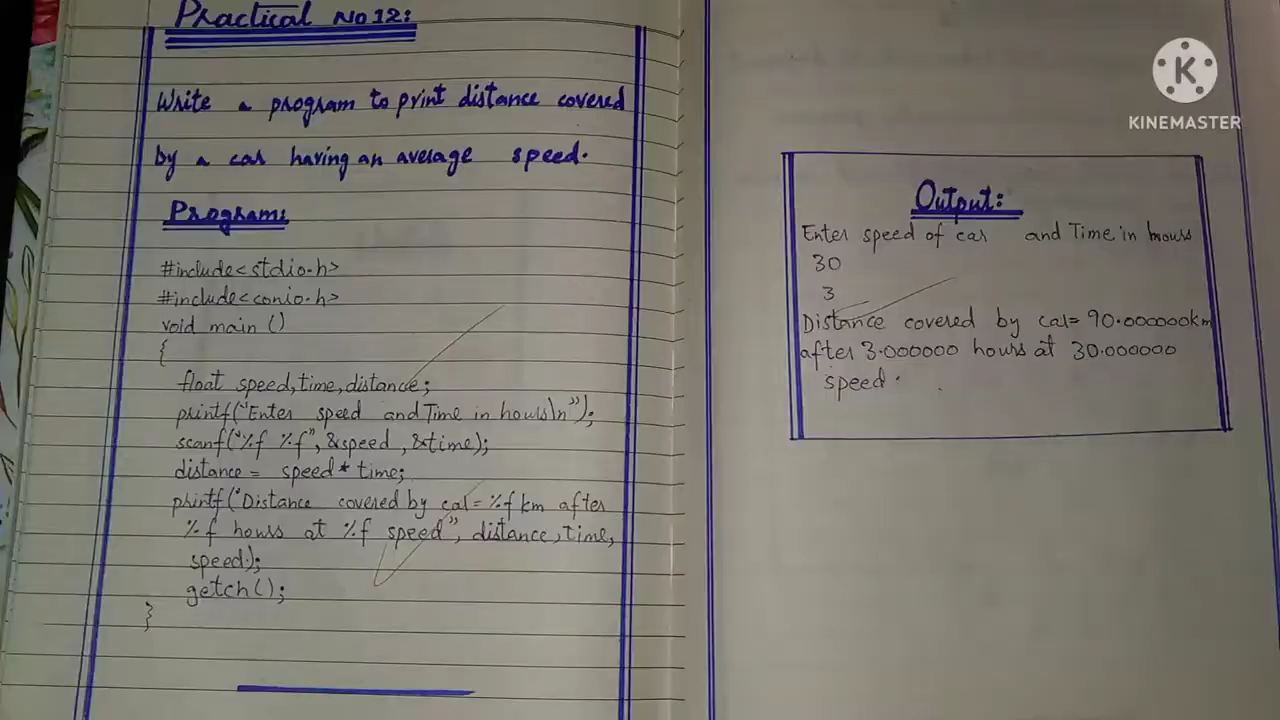 Practical No 12:
Write a program to print distance covered
by a car having an average speed.
Program:
#include<stdio.h>
#include<conio.h>
void main ()
{
float speed, time, distance;
printf("Enter speed and Time in hours\n");
scanf("%f %f", &speed, &time);
distance = speed * time;
printf("Distance covered by cal = %f km after
%f hours at %f speed", distance, time,
speed);
getch();
}
KINEMASTER
Output:
Enter speed of car and Time in hours
30
3
Distance covered by cal= 90.000000km
after 3.000000 hours at 30.000000
speed.